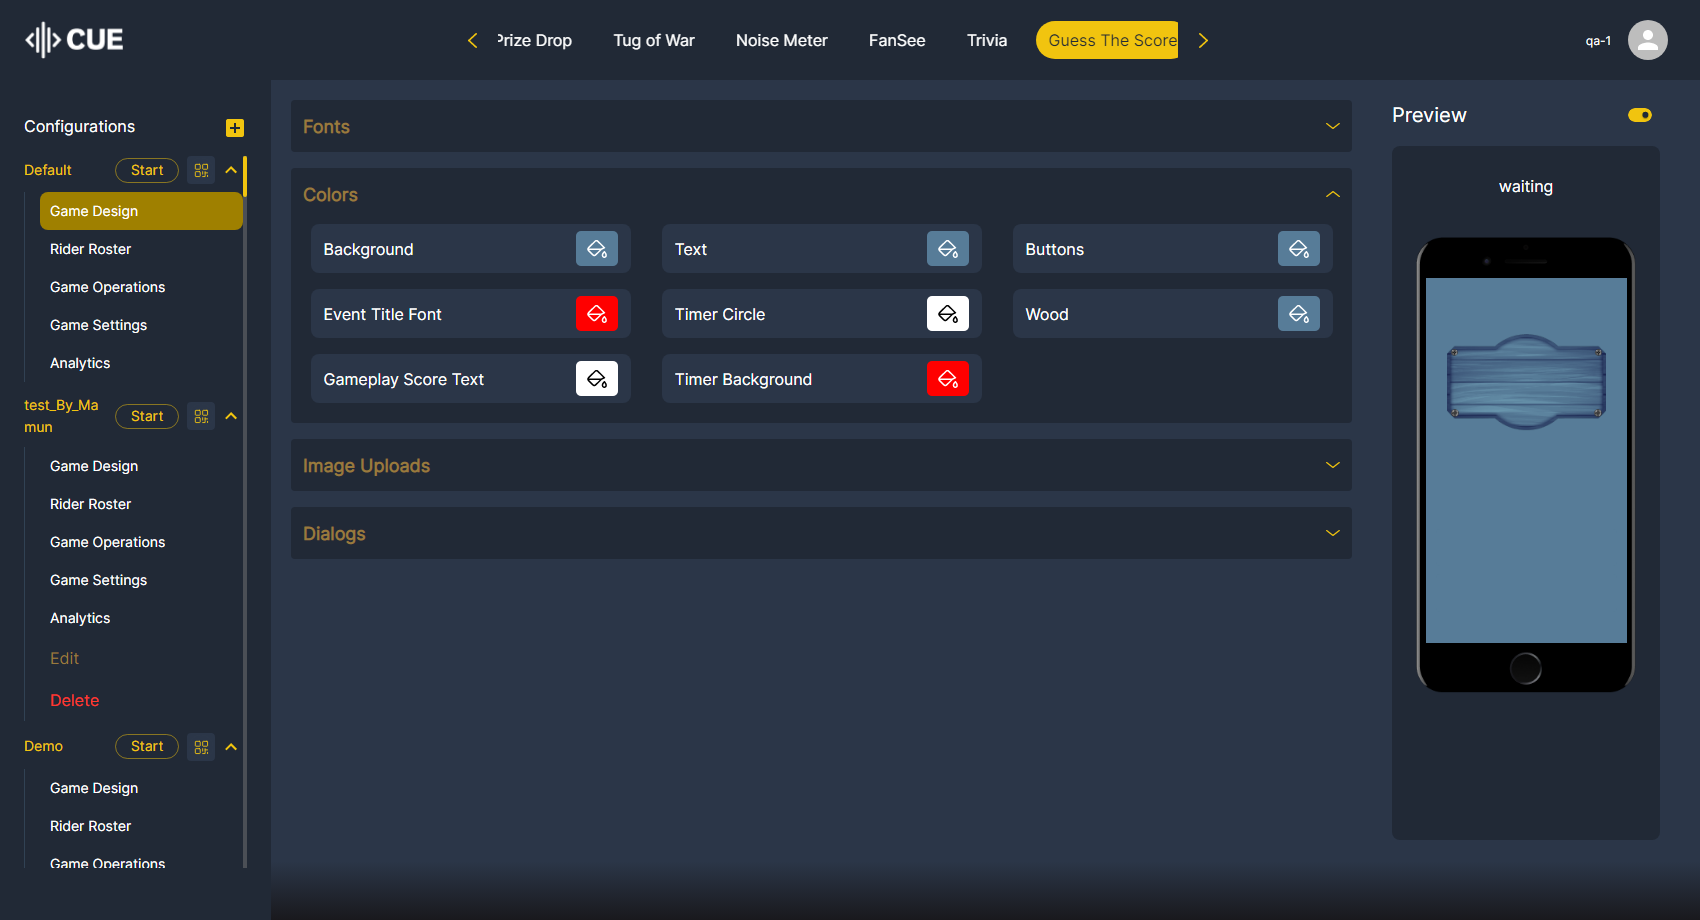 CUE
Prize Drop
Tug of War
Noise Meter
FanSee
Trivia
Guess The Score
qa-1
Configurations
Default
Start
Game Design
Rider Roster
Game Operations
Game Settings
Analytics
test_By_Ma
mun
Start
Game Design
Rider Roster
Game Operations
Game Settings
Analytics
Edit
Delete
Demo
Start
Game Design
Rider Roster
Game Operations
Fonts
Colors
Background
Text
Buttons
Event Title Font
Timer Circle
Wood
Gameplay Score Text
Timer Background
Image Uploads
Dialogs
Preview
waiting